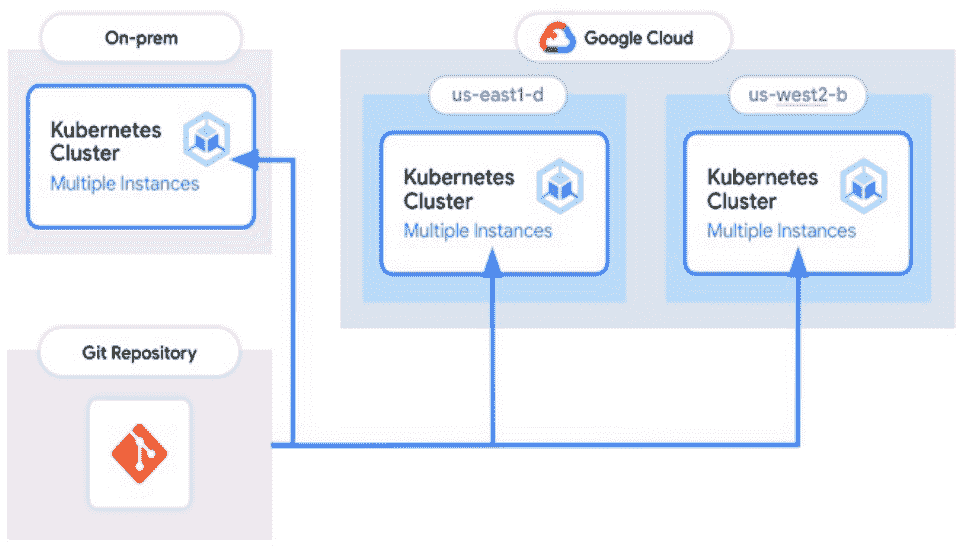 On-prem
Kubernetes
Cluster
Multiple Instances
Google Cloud
us-east1-d
Kubernetes
Cluster
Multiple Instances
us-west2-b
Kubernetes
Cluster
Multiple Instances
Git Repository